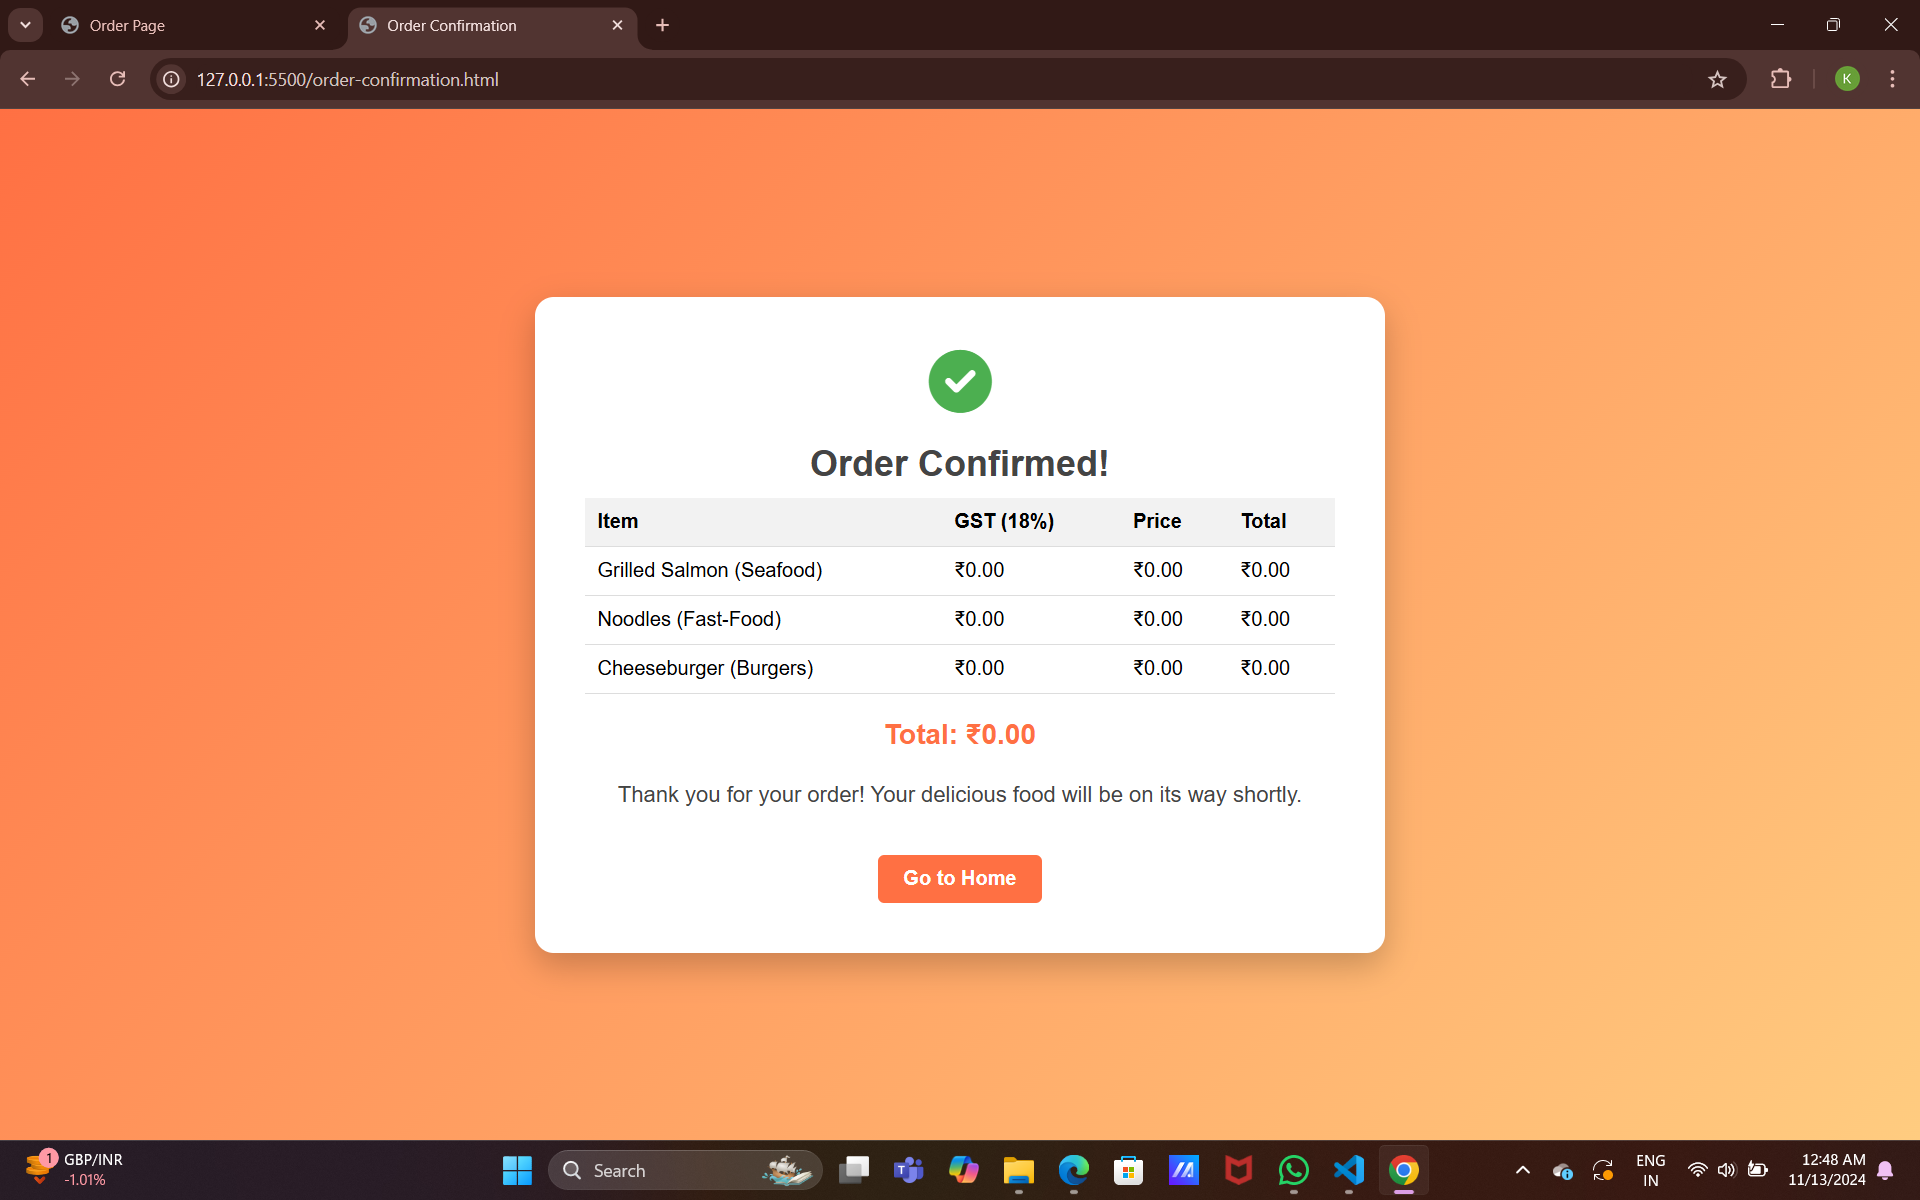 Order Page
Order Confirmation
127.0.0.1:5500/order-confirmation.html
K
Order Confirmed!
Item GST (18%) Price Total
Grilled Salmon (Seafood) ₹0.00 ₹0.00 ₹0.00
Noodles (Fast-Food) ₹0.00 ₹0.00 ₹0.00
Cheeseburger (Burgers) ₹0.00 ₹0.00 ₹0.00
Total: ₹0.00
Thank you for your order! Your delicious food will be on its way shortly.
Go to Home
1
GBP/INR
-1.01%
Search
ENG
IN
12:48 AM
11/13/2024